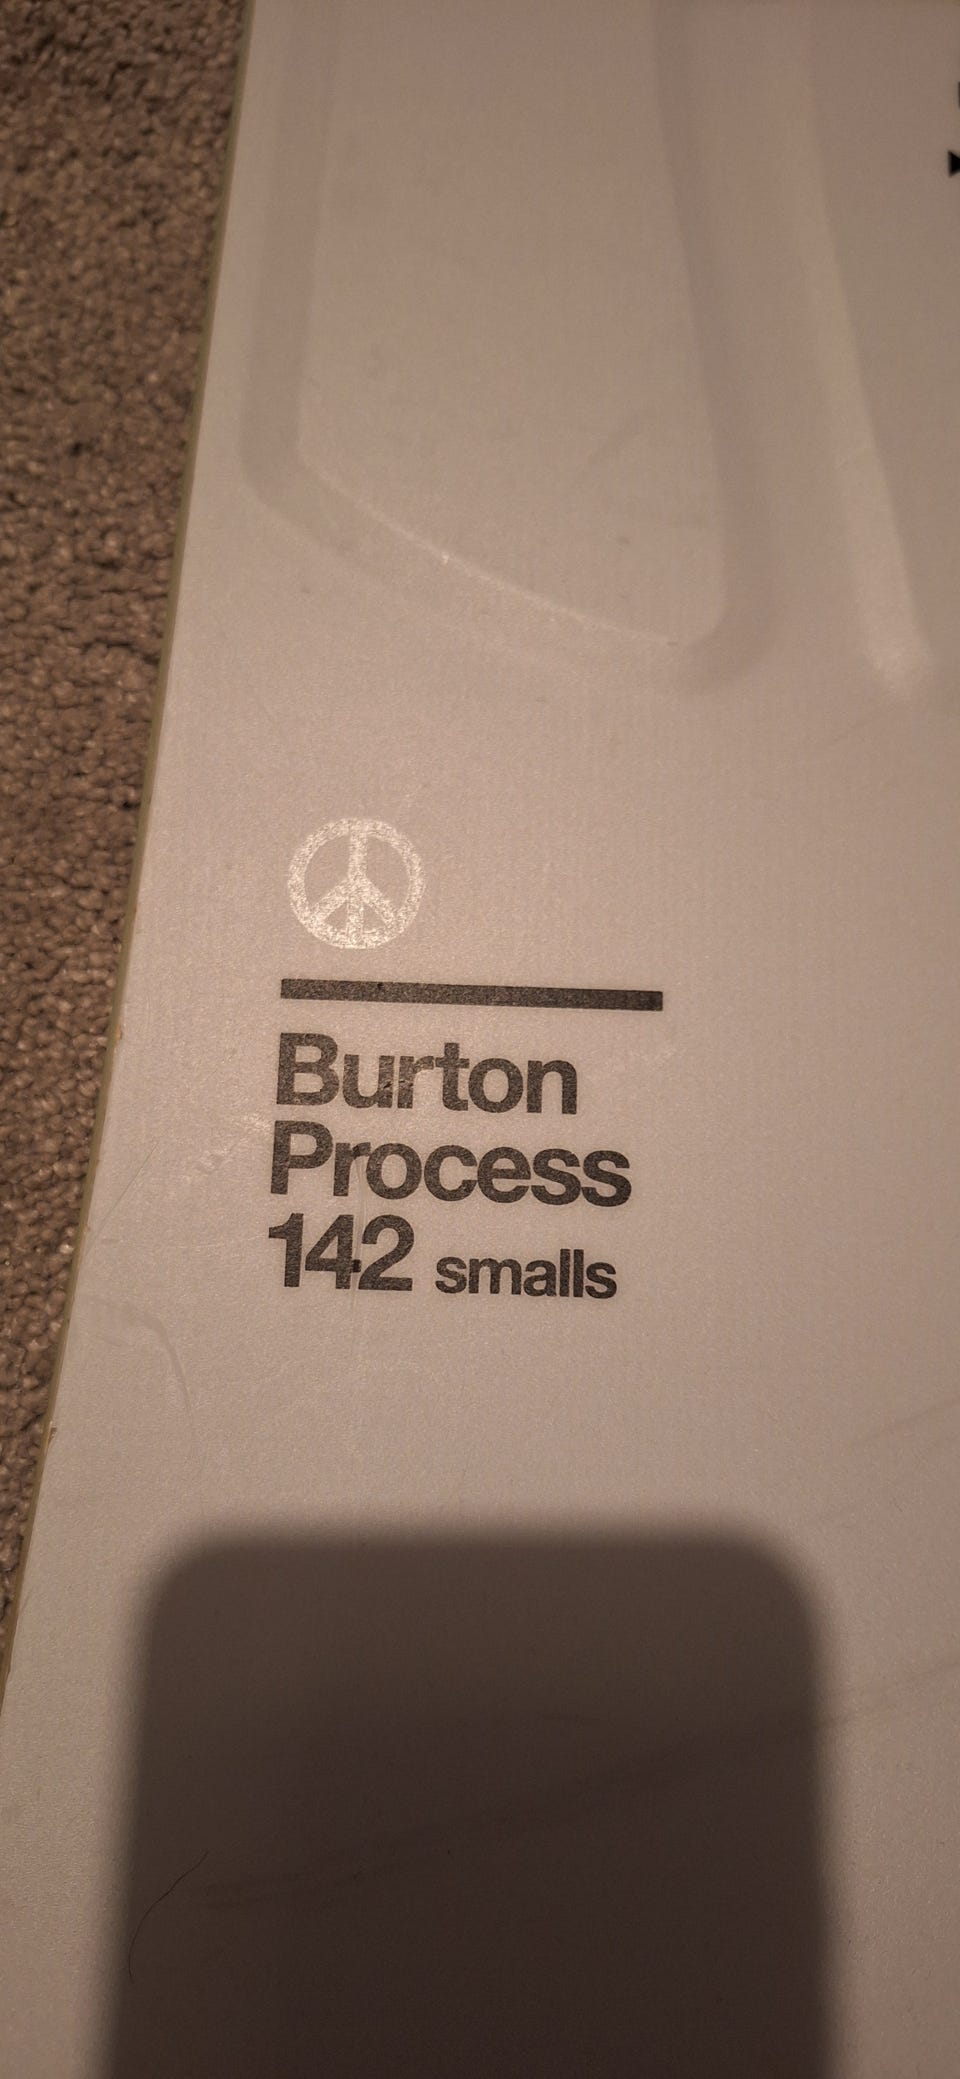 Burton
Process
142 smalls